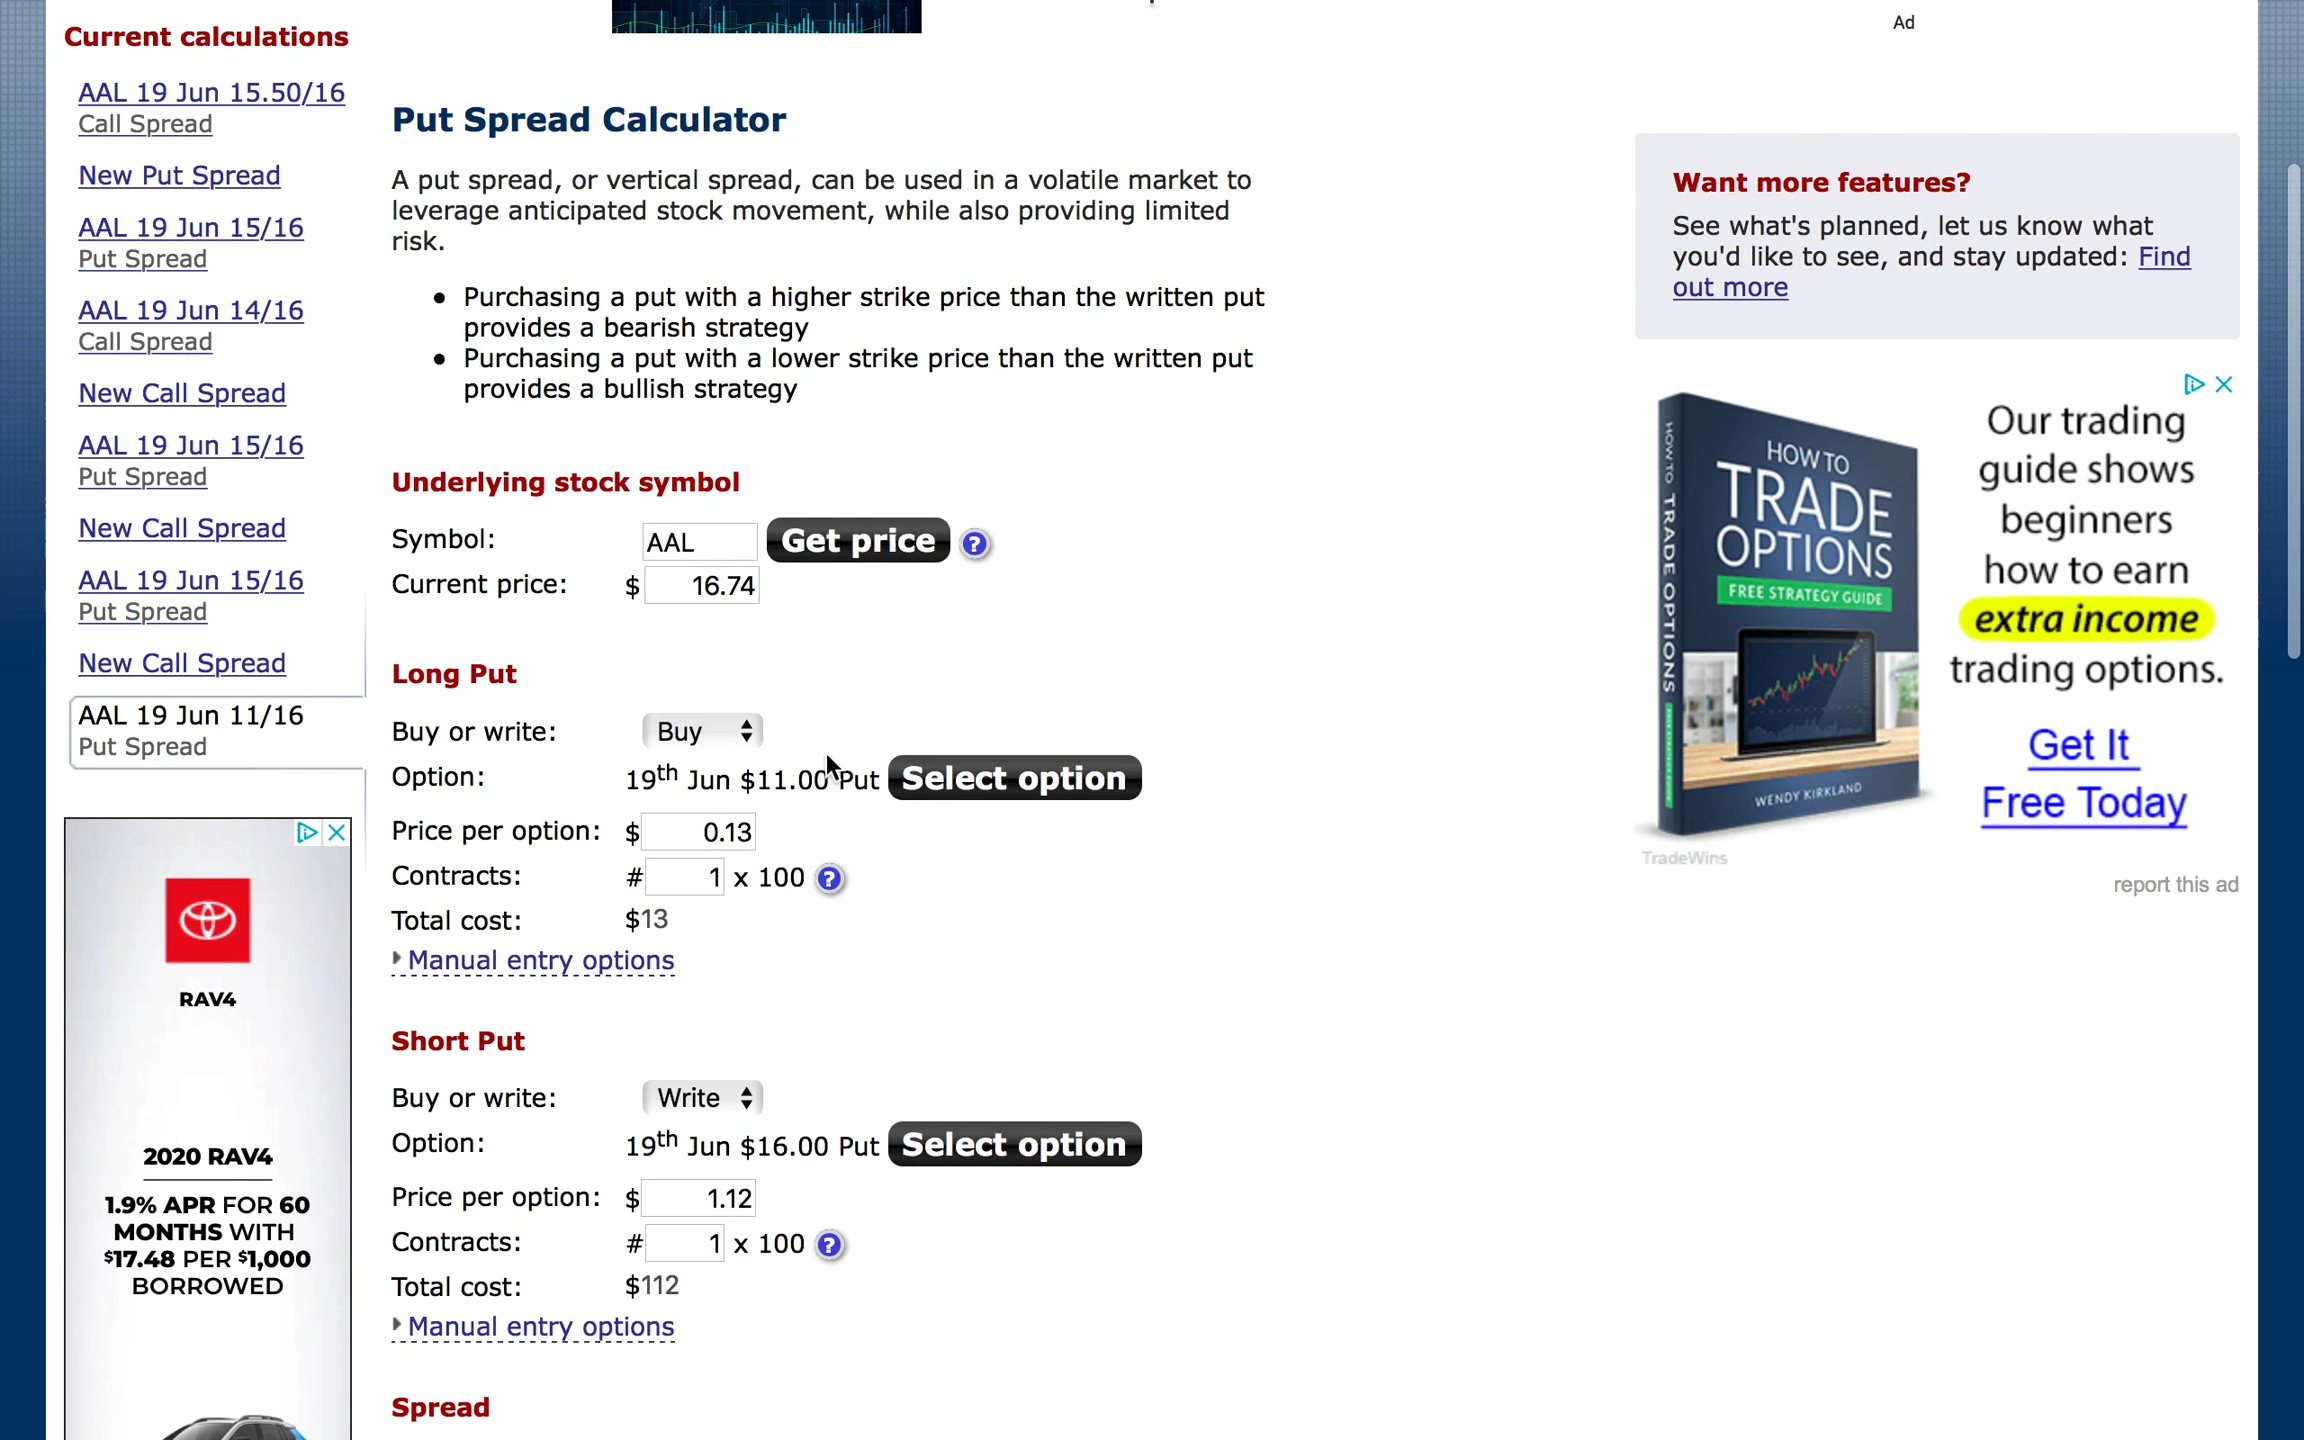 Current calculations
AAL 19 Jun 15.50/16
Call Spread
New Put Spread
AAL 19 Jun 15/16
Put Spread
AAL 19 Jun 14/16
Call Spread
New Call Spread
AAL 19 Jun 15/16
Put Spread
New Call Spread
AAL 19 Jun 15/16
Put Spread
New Call Spread
AAL 19 Jun 11/16
Put Spread
RAV4
2020 RAV4
1.9% APR FOR 60
MONTHS WITH
$17.48 PER $1,000
BORROWED
Put Spread Calculator
A put spread, or vertical spread, can be used in a volatile market to
leverage anticipated stock movement, while also providing limited
risk.
• Purchasing a put with a higher strike price than the written put
provides a bearish strategy
• Purchasing a put with a lower strike price than the written put
provides a bullish strategy
Underlying stock symbol
Symbol: AAL Get price ?
Current price: $ 16.74
Long Put
Buy or write: Buy
Option: 19th Jun $11.00 Put Select option
Price per option: $ 0.13
Contracts: # 1 x 100 ?
Total cost: $13
Manual entry options
Short Put
Buy or write: Write
Option: 19th Jun $16.00 Put Select option
Price per option: $ 1.12
Contracts: # 1 x 100 ?
Total cost: $112
Manual entry options
Spread
Ad
Want more features?
See what's planned, let us know what
you'd like to see, and stay updated: Find
out more
HOW TO TRADE OPTIONS
HOW TO
TRADE
OPTIONS
FREE STRATEGY GUIDE
WENDY KIRKLAND
Our trading
guide shows
beginners
how to earn
extra income
trading options.
Get It
Free Today
TradeWins
report this ad